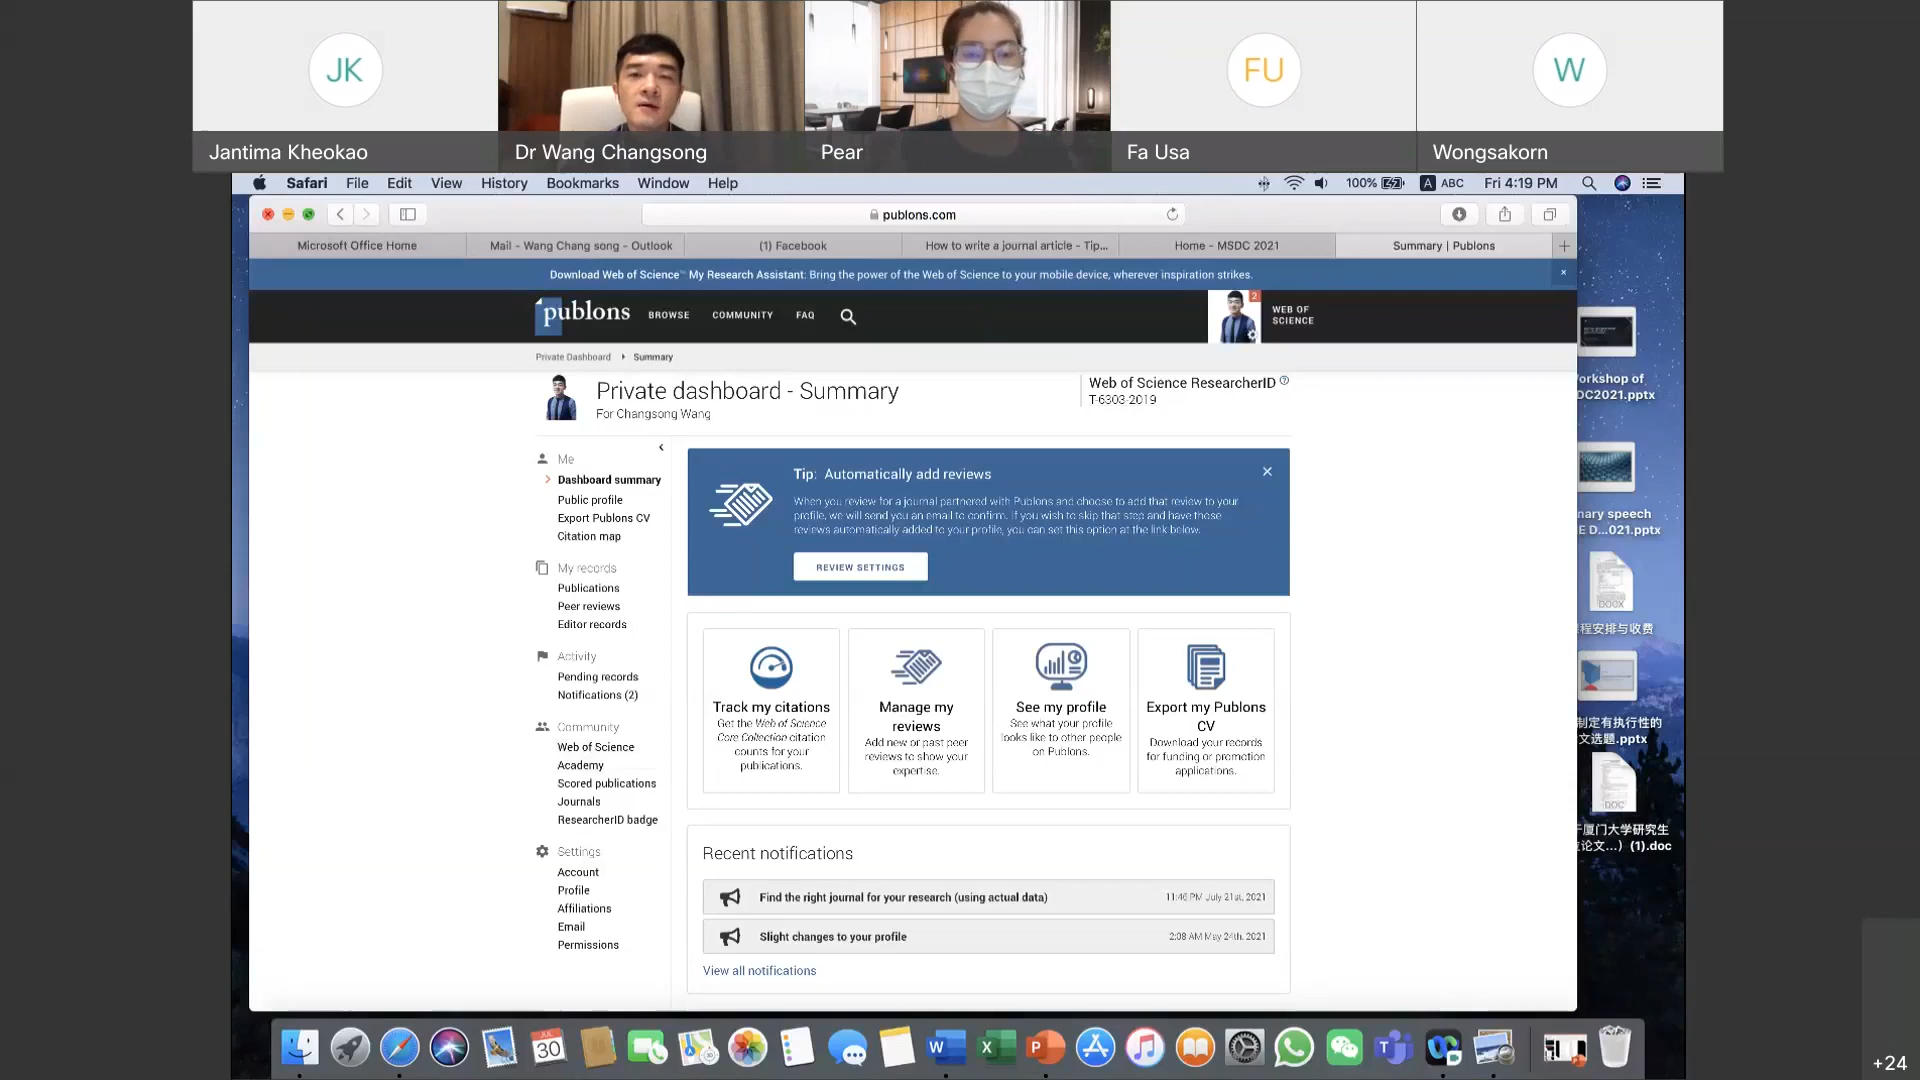 JK
FU
W
Jantima Kheokao
Dr Wang Changsong
Pear
Fa Usa
Wongsakorn
Safari File Edit View History Bookmarks Window Help
100% A ABC Fri 4:19 PM
publons.com
Microsoft Office Home
Mail - Wang Chang song - Outlook
(1) Facebook
How to write a journal article - Tip...
Home - MSDC 2021
Summary | Publons
Download Web of Science™ My Research Assistant: Bring the power of the Web of Science to your mobile device, wherever inspiration strikes.
publons BROWSE COMMUNITY FAQ
2
WEB OF
SCIENCE
Private Dashboard Summary
Private dashboard - Summary
For Changsong Wang
Web of Science ResearcherID
T-6303-2019
Me
Dashboard summary
Public profile
Export Publons CV
Citation map
My records
Publications
Peer reviews
Editor records
Activity
Pending records
Notifications (2)
Community
Web of Science
Academy
Scored publications
Journals
ResearcherID badge
Settings
Account
Profile
Affiliations
Email
Permissions
Tip: Automatically add reviews
When you review for a journal partnered with Publons and choose to add that review to your
profile, we will send you an email to confirm. If you wish to skip that step and have those
reviews automatically added to your profile, you can set this option at the link below.
REVIEW SETTINGS
Track my citations
Get the Web of Science
Core Collection citation
counts for your
publications.
Manage my
reviews
Add new or past peer
reviews to show your
expertise.
See my profile
See what your profile
looks like to other people
on Publons.
Export my Publons
CV
Download your records
for funding or promotion
applications.
Recent notifications
Find the right journal for your research (using actual data) 11:46 PM July 21st, 2021
Slight changes to your profile 2:08 AM May 24th, 2021
View all notifications
orkshop of
DC2021.pptx
nary speech
E D...021.pptx
DOCX
程安排与收费
制定有执行性的
文选题.pptx
DOC
厦门大学研究生
论文...) (1).doc
JUL
30
W
X
P
+24